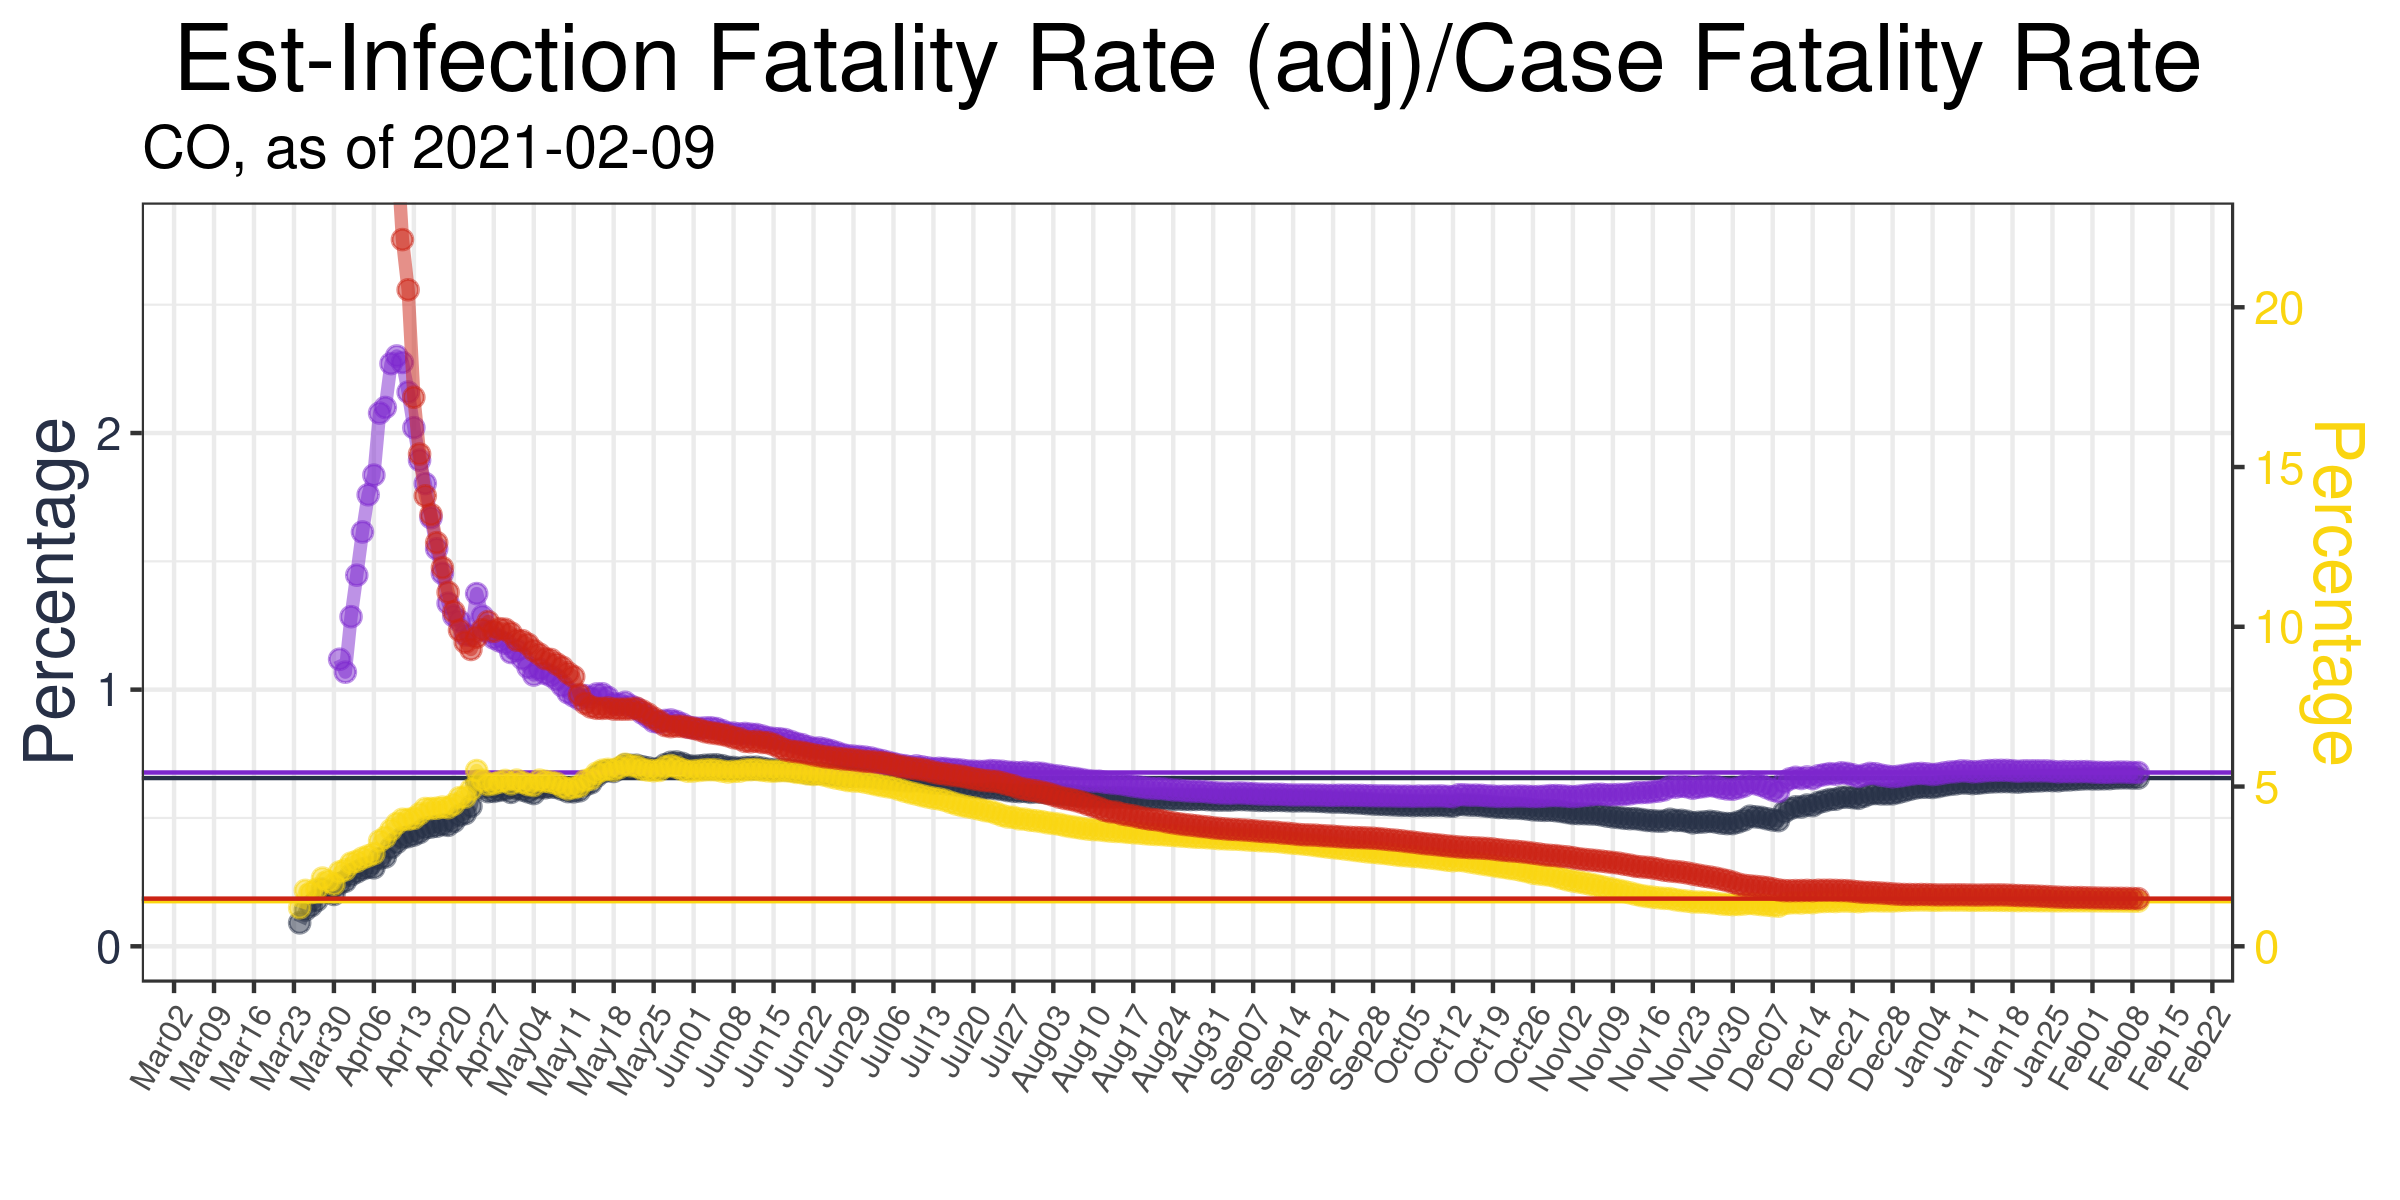 Est-Infection Fatality Rate (adj)/Case Fatality Rate
CO, as of 2021-02-09
Percentage
2
1
0
20
15
10
5
0
Percentage
Mar02 Mar09 Mar16 Mar23 Mar30 Apr06 Apr13 Apr20 Apr27 May04 May11 May18 May25 Jun01 Jun08 Jun15 Jun22 Jun29 Jul06 Jul13 Jul20 Jul27 Aug03 Aug10 Aug17 Aug24 Aug31 Sep07 Sep14 Sep21 Sep28 Oct05 Oct12 Oct19 Oct26 Nov02 Nov09 Nov16 Nov23 Nov30 Dec07 Dec14 Dec21 Dec28 Jan04 Jan11 Jan18 Jan25 Feb01 Feb08 Feb15 Feb22